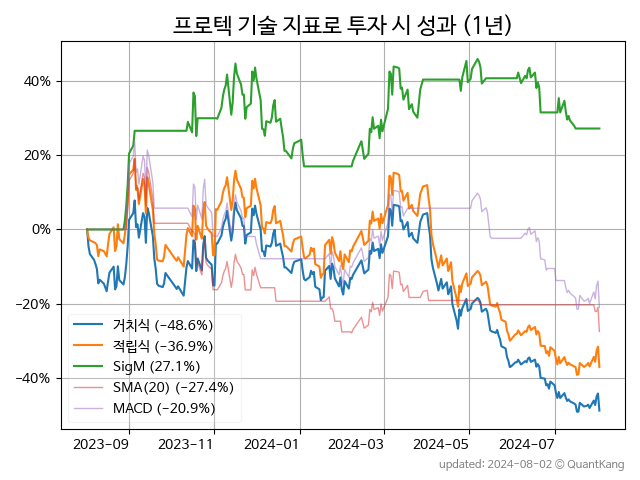 프로텍 기술 지표로 투자 시 성과 (1년)
40%
20%
0%
−20%
−40%
거치식 (−48.6%)
적립식 (−36.9%)
SigM (27.1%)
SMA(20) (−27.4%)
MACD (−20.9%)
2023-09 2023-11 2024-01 2024-03 2024-05 2024-07
updated: 2024-08-02 © QuantKang